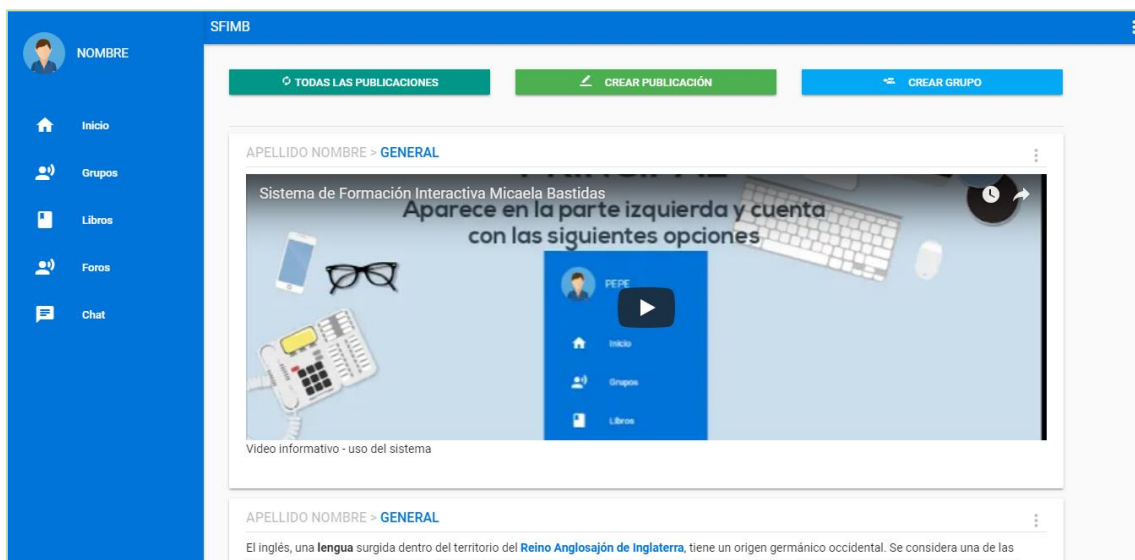 SFIMB
NOMBRE
Inicio
Grupos
Libros
Foros
Chat
TODAS LAS PUBLICACIONES
CREAR PUBLICACIÓN
CREAR GRUPO
APELLIDO NOMBRE > GENERAL
Sistema de Formación Interactiva Micaela Bastidas
Aparece en la parte izquierda y cuenta
con las siguientes opciones
PEPE
Inicio
Grupos
Libros
Video informativo - uso del sistema
APELLIDO NOMBRE > GENERAL
El inglés, una lengua surgida dentro del territorio del Reino Anglosajón de Inglaterra, tiene un origen germánico occidental. Se considera una de las